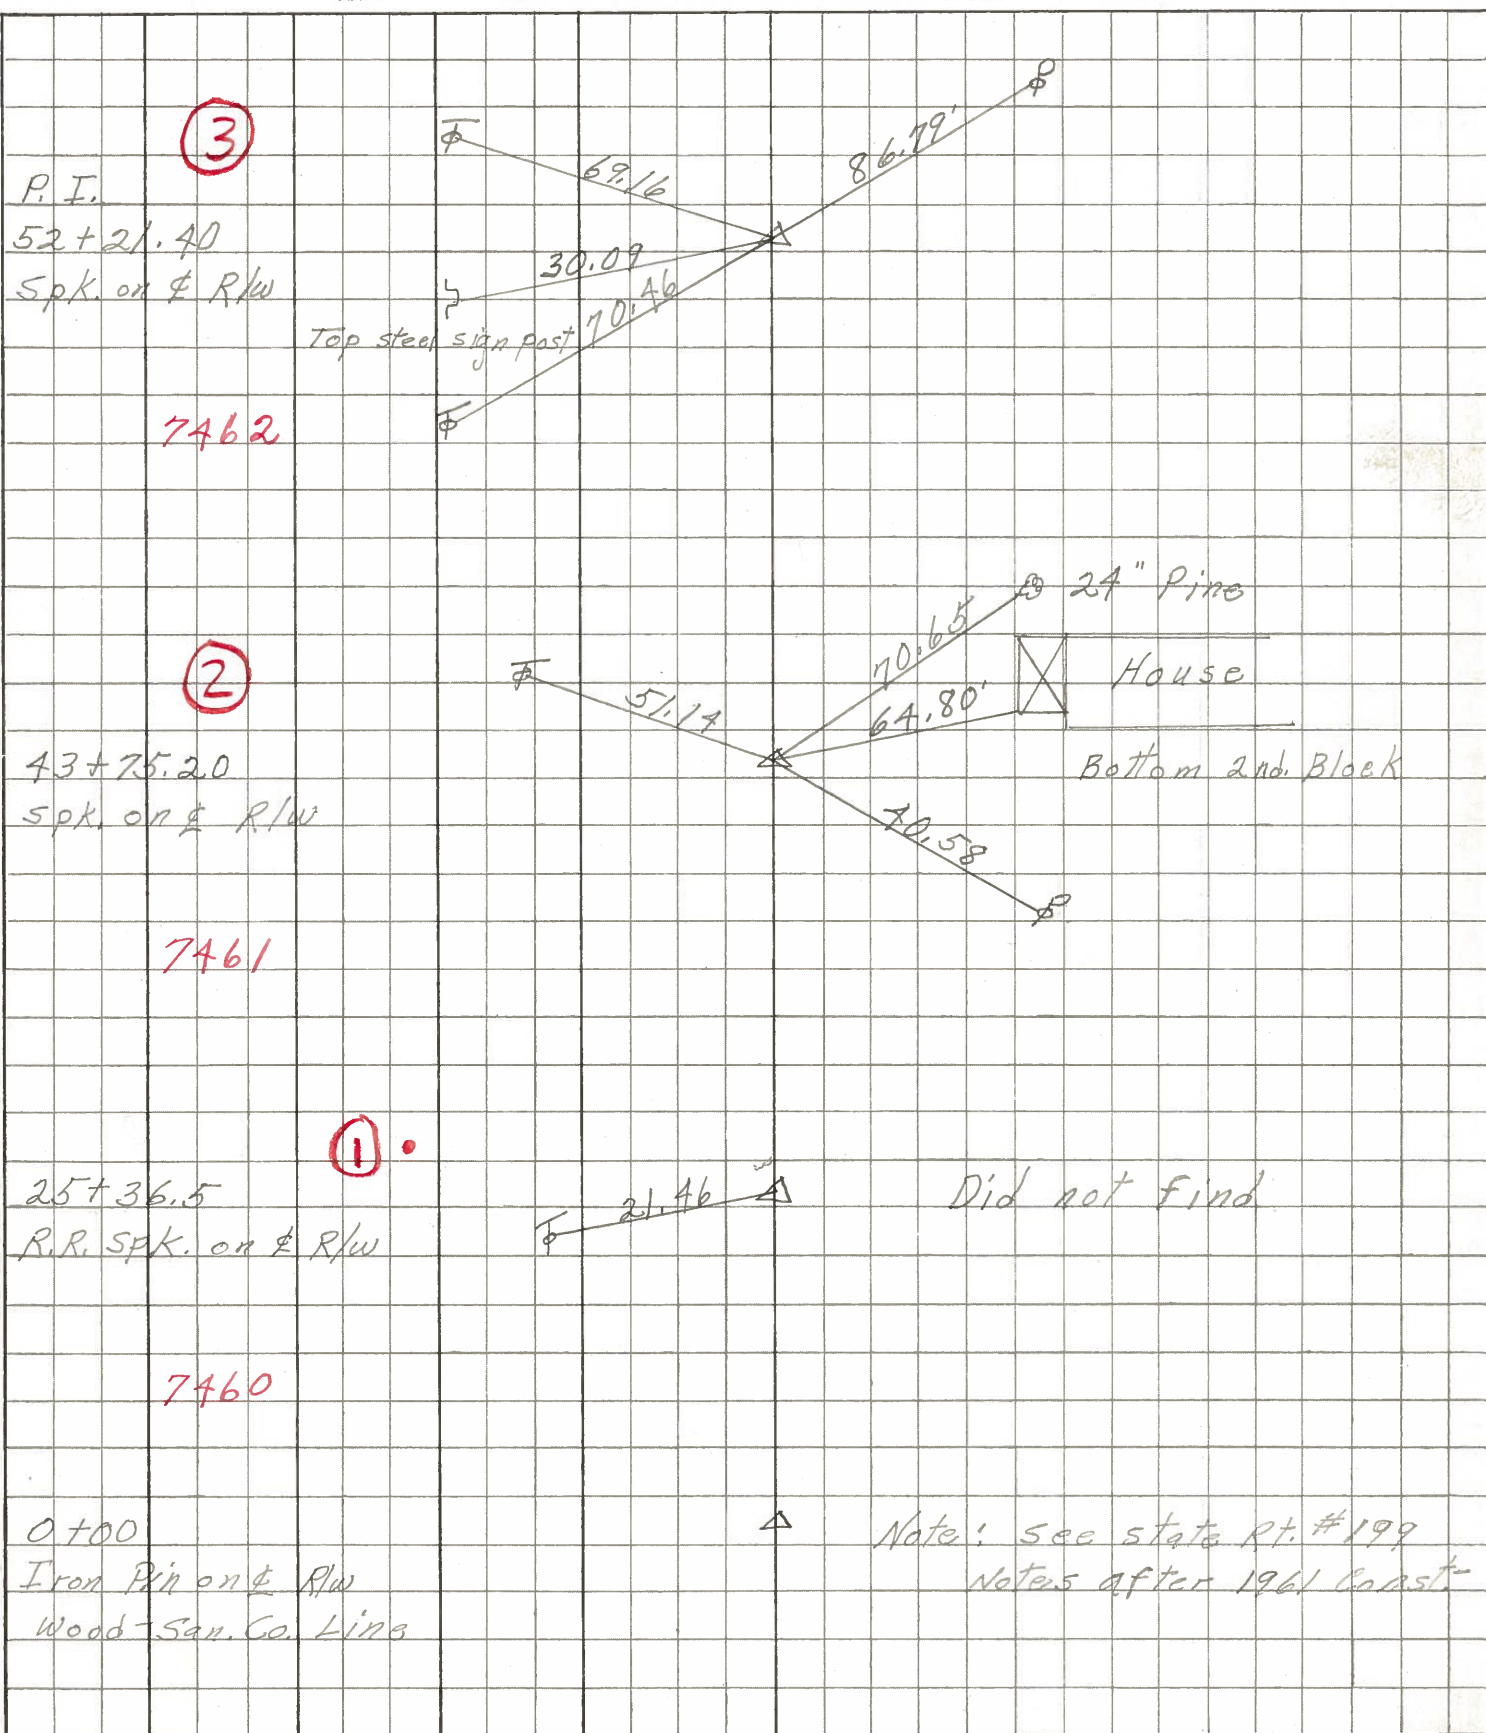 3
P. I.
52+21.40
Spk. on ₵ R/w
69.16
86.79'
30.09
70.46
Top steel sign post
7462
2
43+75.20
spk. on ₵ R/w
51.14
70.65
24" Pine
64.80'
House
Bottom 2nd. Block
70.58
7461
1
25+36.5
R.R. Spk. on ₵ R/w
21.46
Did not find
7460
0+00
Iron Pin on ₵ R/w
Wood-San. Co. Line
Note: see state Rt. #199
Notes after 1961 Const.